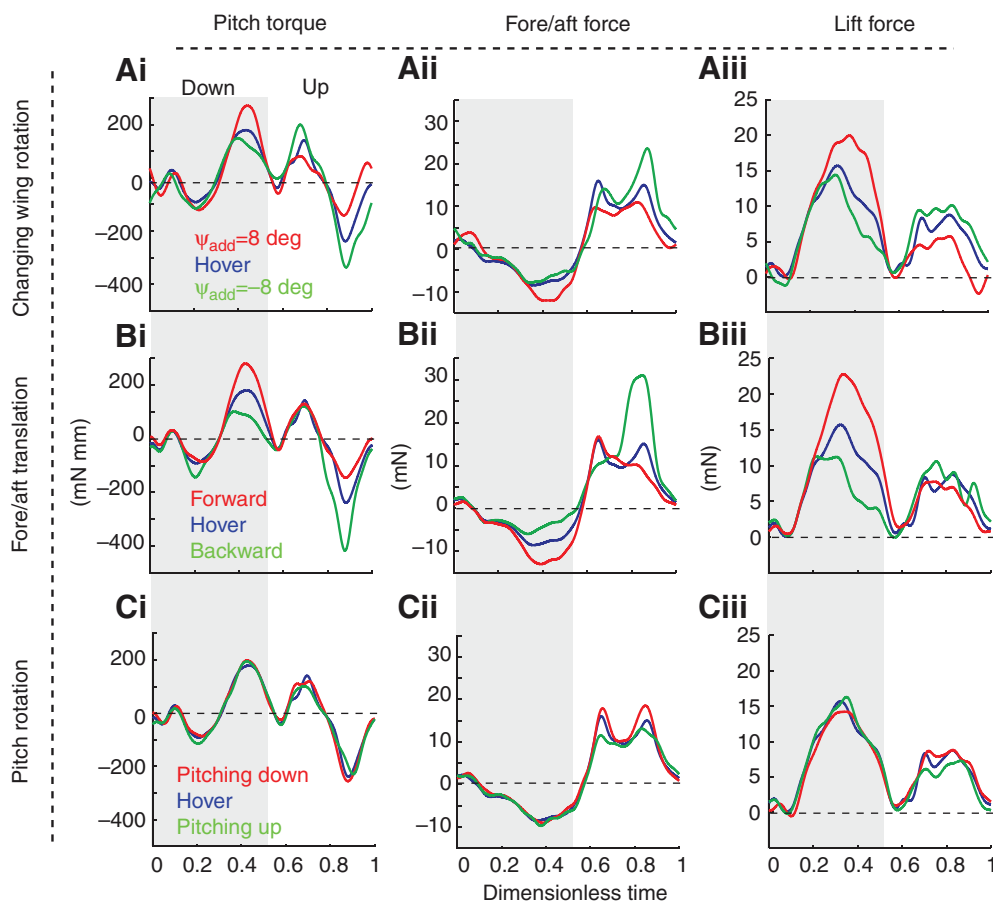 Pitch torque
Fore/aft force
Lift force
Changing wing rotation
Fore/aft translation
Pitch rotation
Ai
Down
Up
200
0
−200
−400
ψadd=8 deg
Hover
ψadd=−8 deg
Aii
30
20
10
0
−10
Aiii
25
20
15
10
5
0
Bi
(mN mm)
200
0
−200
−400
Forward
Hover
Backward
Bii
(mN)
30
20
10
0
−10
Biii
(mN)
25
20
15
10
5
0
Ci
200
0
−200
−400
Pitching down
Hover
Pitching up
0 0.2 0.4 0.6 0.8 1
Cii
30
20
10
0
−10
0 0.2 0.4 0.6 0.8 1
Ciii
25
20
15
10
5
0
0 0.2 0.4 0.6 0.8 1
Dimensionless time